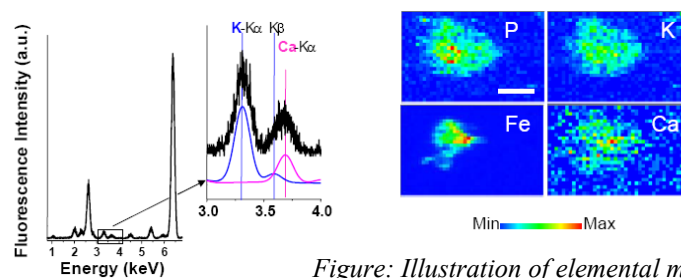 Fluorescence Intensity (a.u.)
1 2 3 4 5 6
Energy (keV)
K-Kα Kβ
Ca-Kα
3.0 3.5 4.0
P K
Fe Ca
Min Max
Figure: Illustration of elemental m